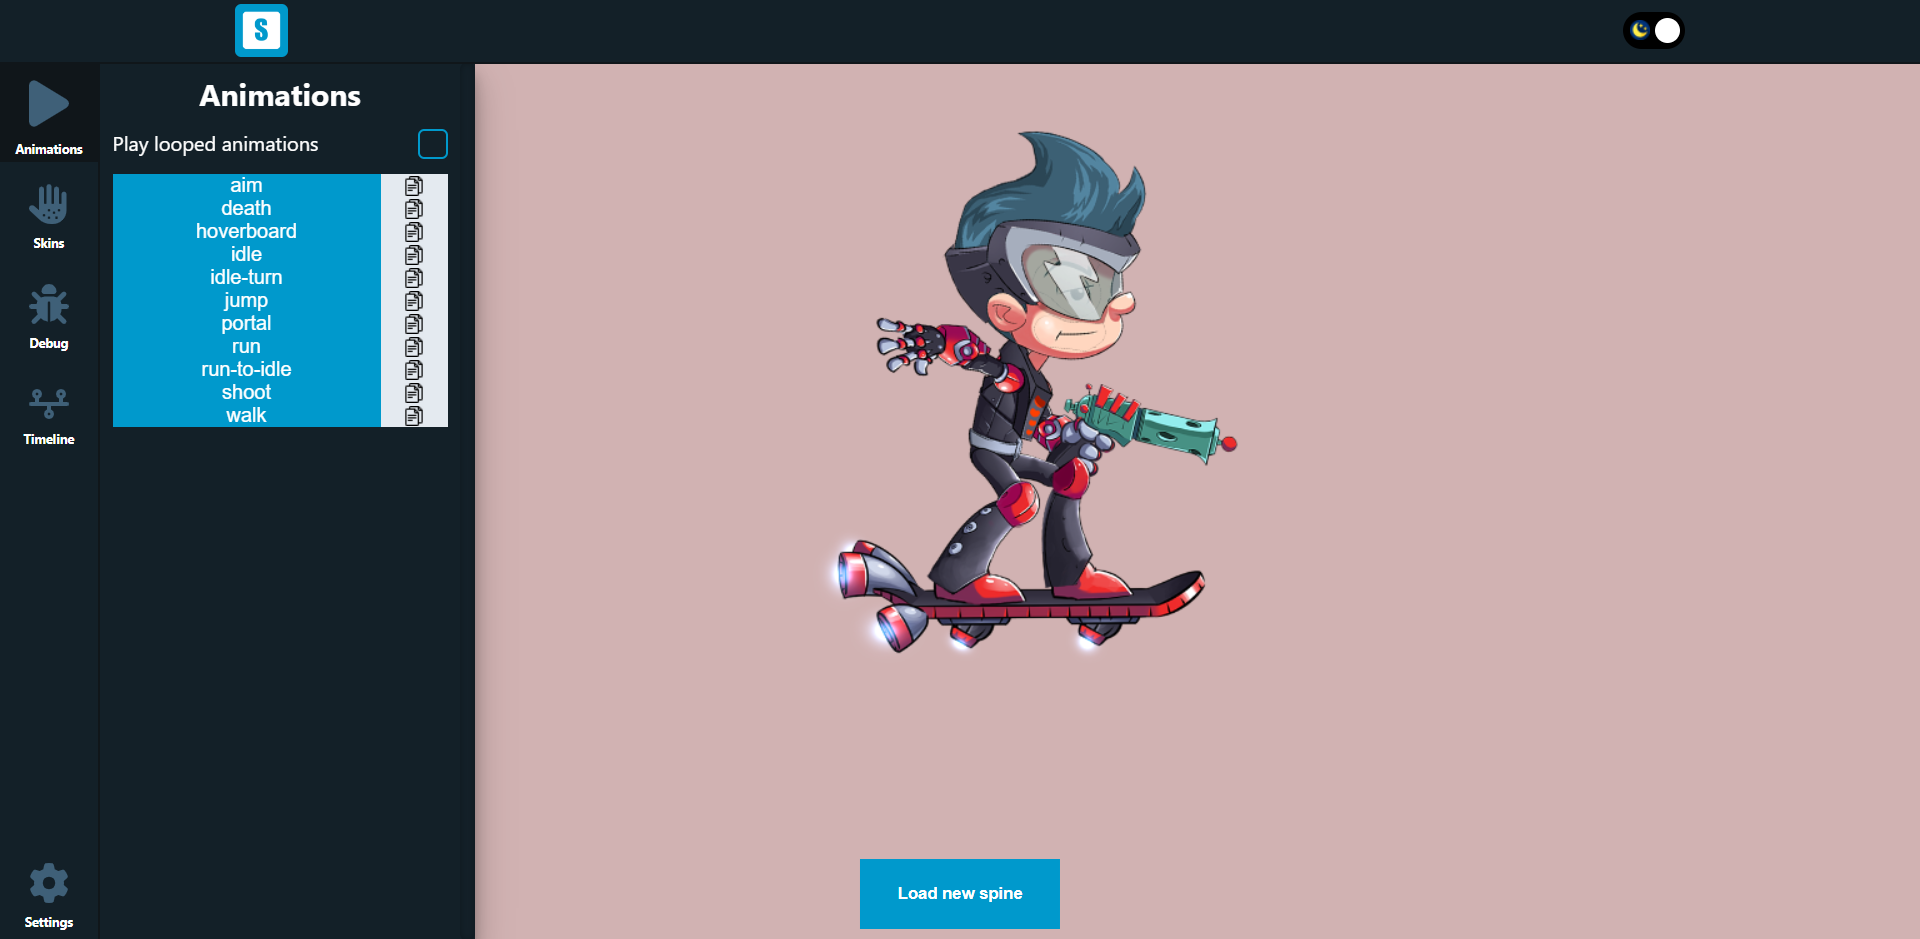 S
Animations
Skins
Debug
Timeline
Settings
Animations
Play looped animations
aim
death
hoverboard
idle
idle-turn
jump
portal
run
run-to-idle
shoot
walk
Load new spine